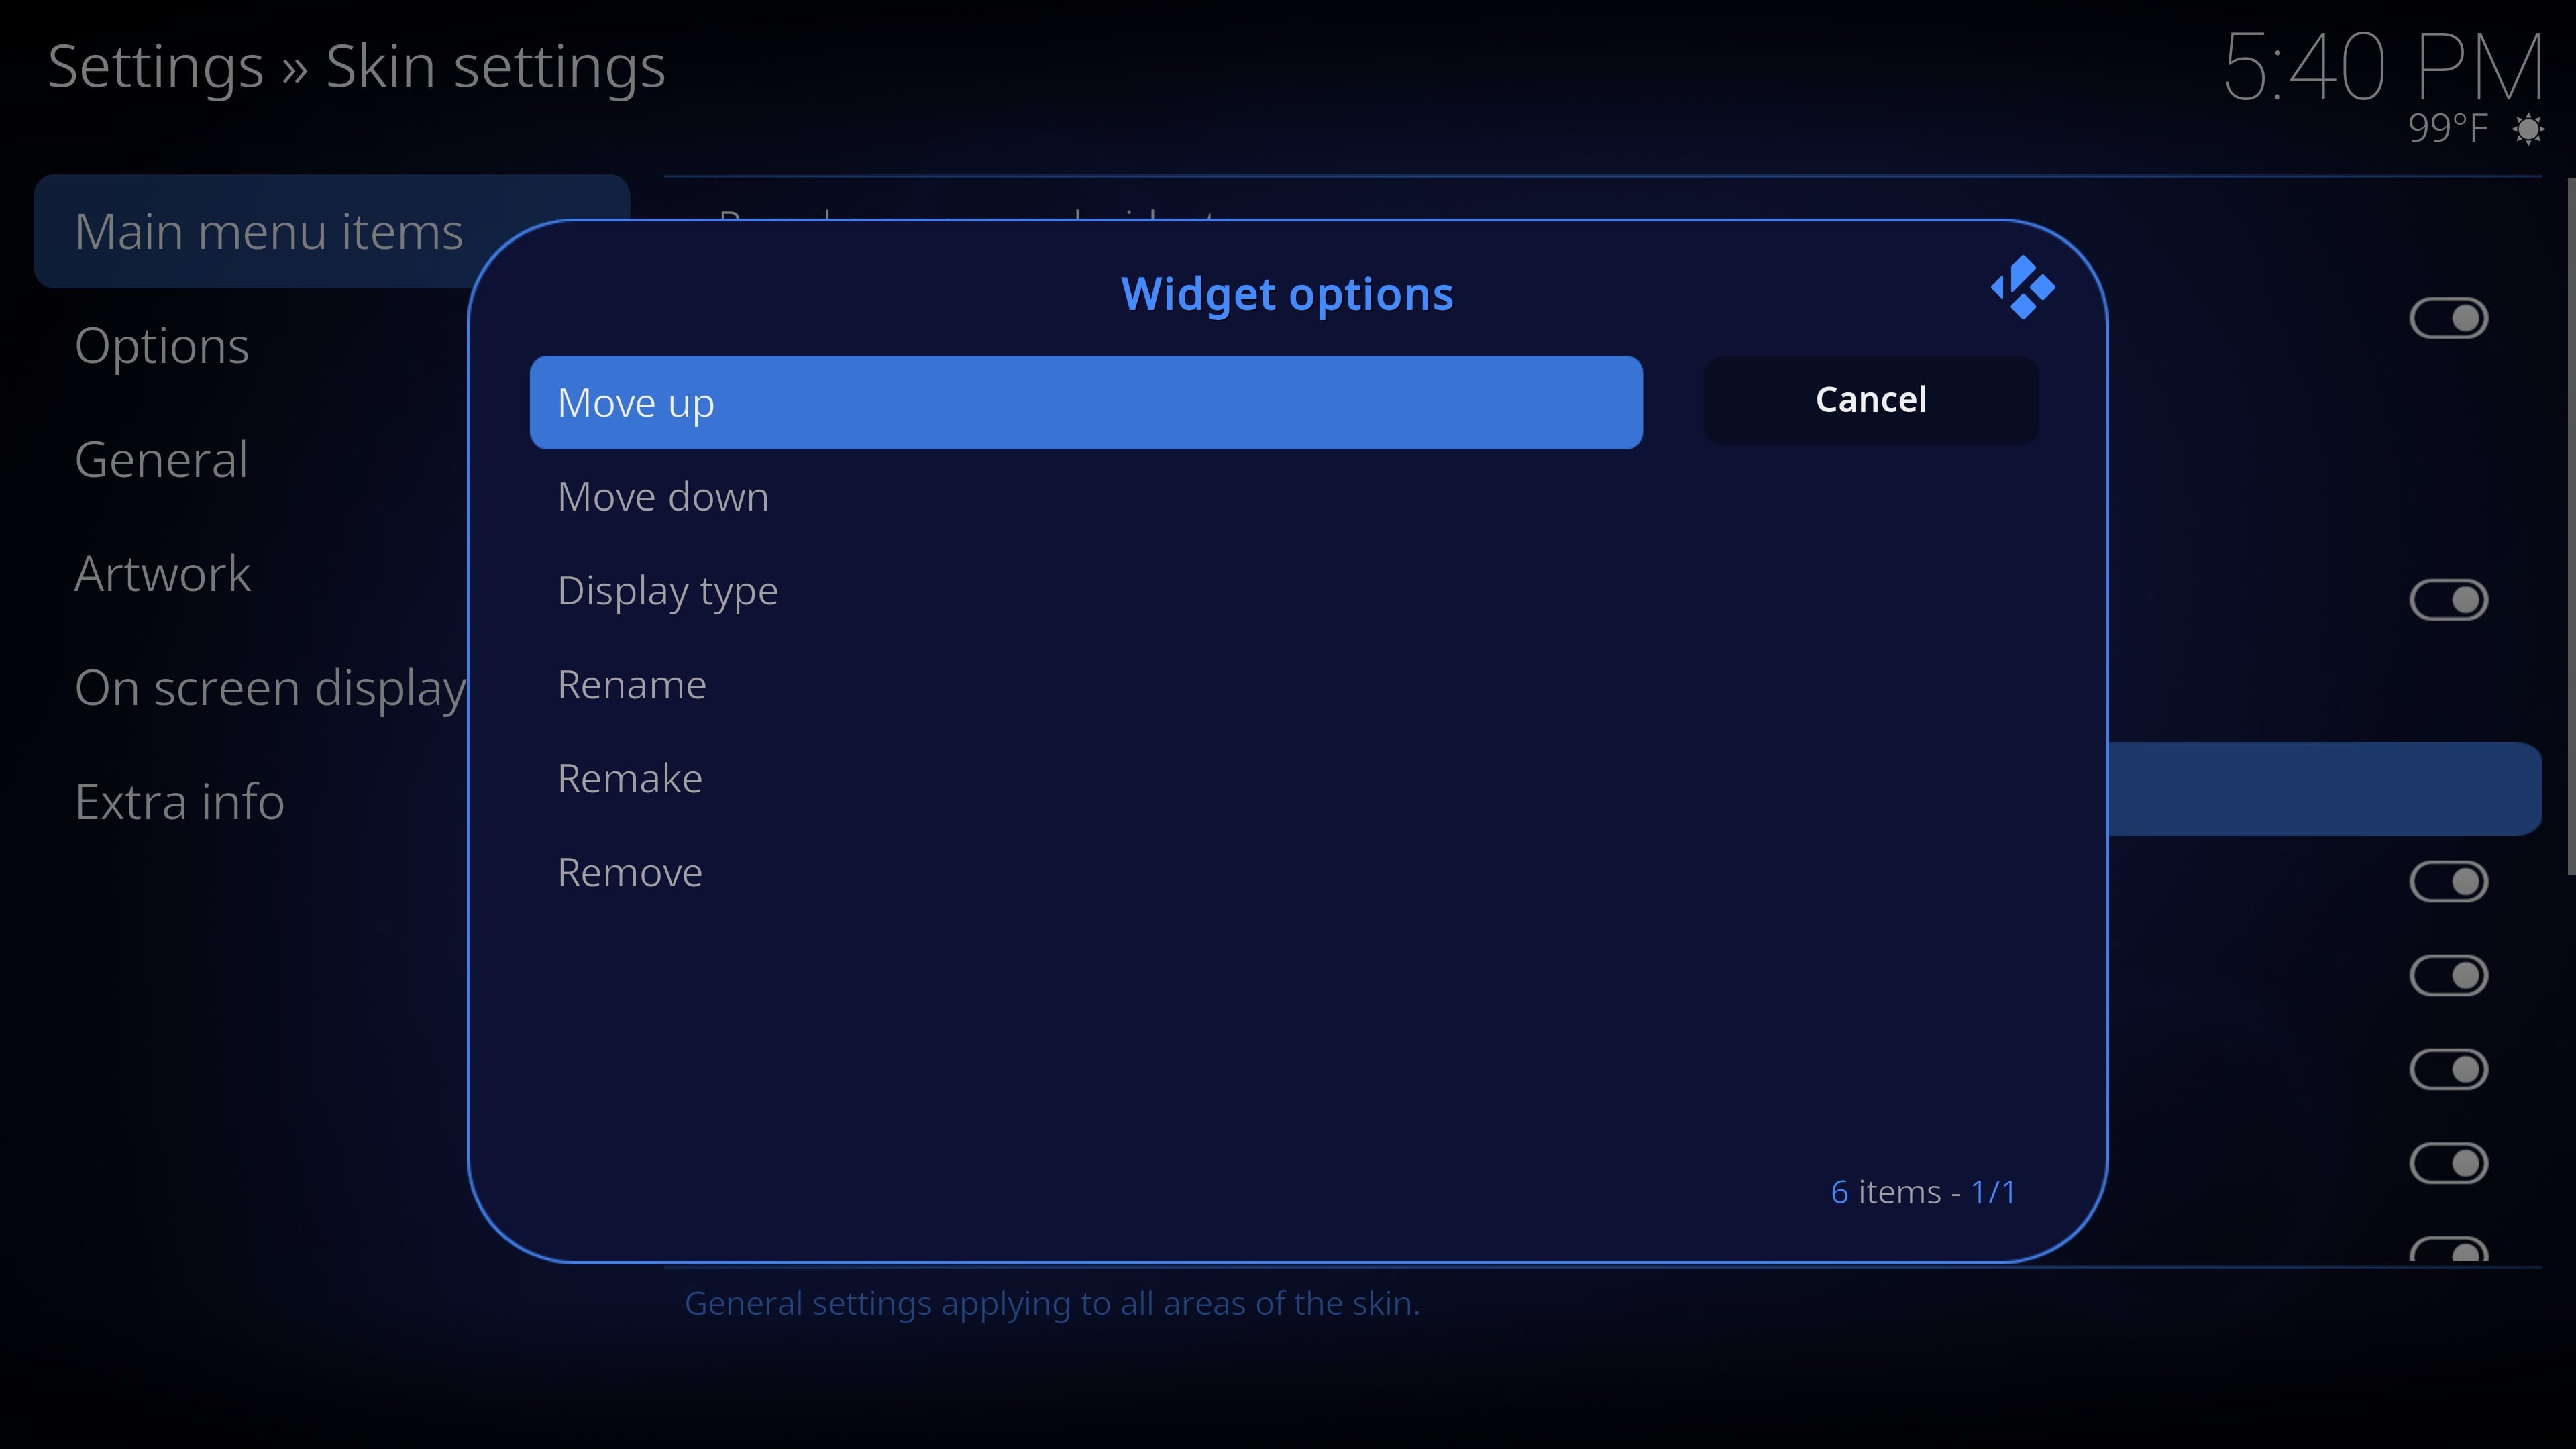 Settings » Skin settings
5:40 PM
99°F
Main menu items
Options
General
Artwork
On screen display
Extra info
Widget options
Move up
Cancel
Move down
Display type
Rename
Remake
Remove
6 items - 1/1
General settings applying to all areas of the skin.